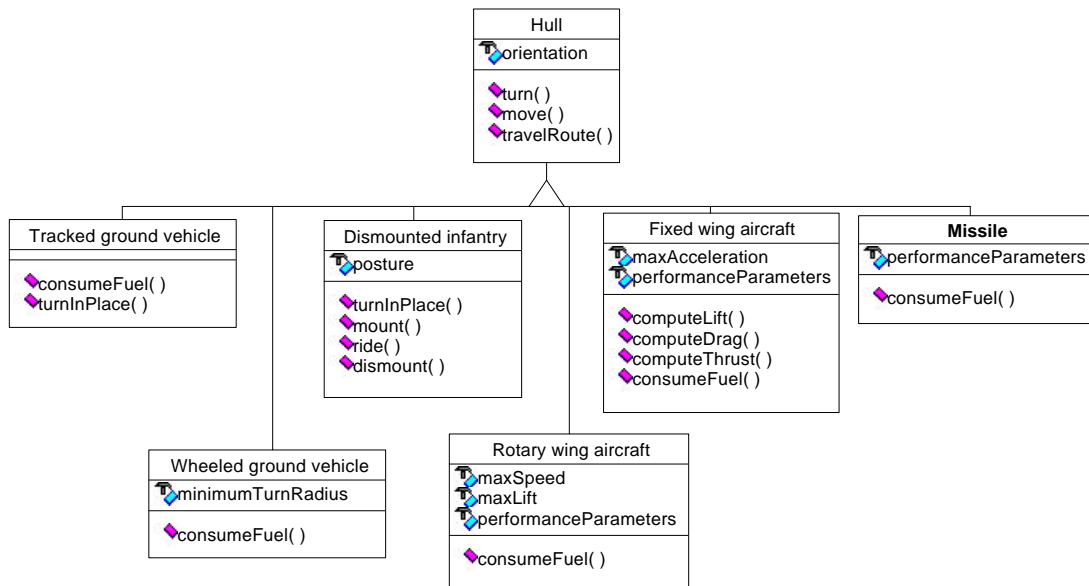 Hull
orientation
turn( )
move( )
travelRoute( )
Tracked ground vehicle
consumeFuel( )
turnInPlace( )
Dismounted infantry
posture
turnInPlace( )
mount( )
ride( )
dismount( )
Fixed wing aircraft
maxAcceleration
performanceParameters
computeLift( )
computeDrag( )
computeThrust( )
consumeFuel( )
Missile
performanceParameters
consumeFuel( )
Wheeled ground vehicle
minimumTurnRadius
consumeFuel( )
Rotary wing aircraft
maxSpeed
maxLift
performanceParameters
consumeFuel( )